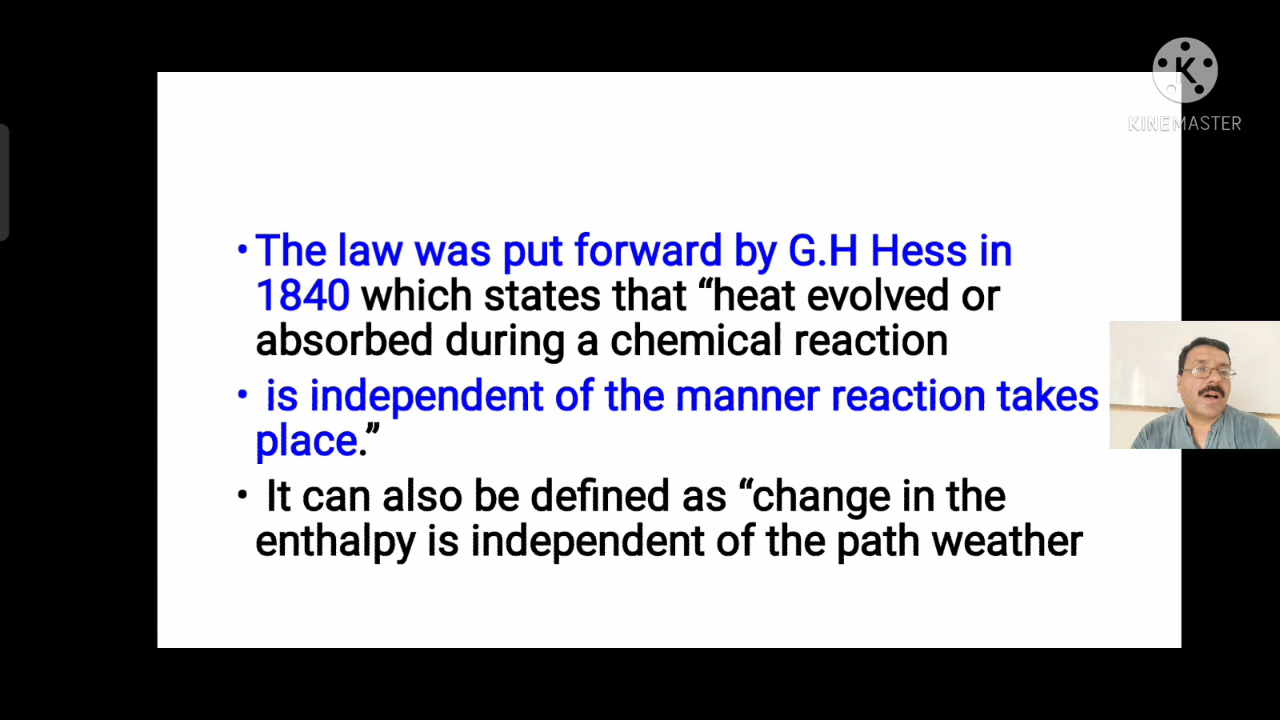 KINEMASTER
• The law was put forward by G.H Hess in
1840 which states that “heat evolved or
absorbed during a chemical reaction
• is independent of the manner reaction takes
place.”
• It can also be defined as “change in the
enthalpy is independent of the path weather